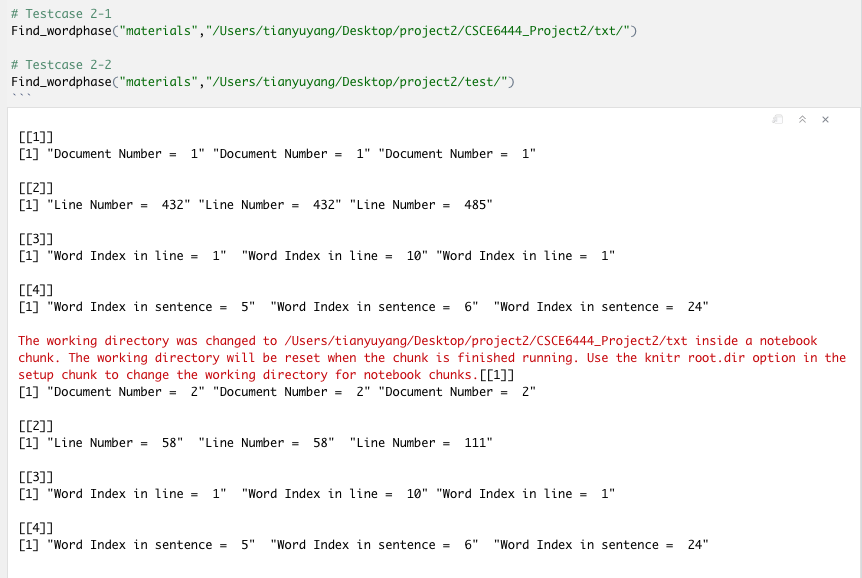 # Testcase 2-1
Find_wordphase("materials","/Users/tianyuyang/Desktop/project2/CSCE6444_Project2/txt/")
# Testcase 2-2
Find_wordphase("materials","/Users/tianyuyang/Desktop/project2/test/")
```
[[1]]
[1] "Document Number =  1" "Document Number =  1" "Document Number =  1"
[[2]]
[1] "Line Number =  432" "Line Number =  432" "Line Number =  485"
[[3]]
[1] "Word Index in line =  1"  "Word Index in line =  10" "Word Index in line =  1"
[[4]]
[1] "Word Index in sentence =  5"  "Word Index in sentence =  6"  "Word Index in sentence =  24"
The working directory was changed to /Users/tianyuyang/Desktop/project2/CSCE6444_Project2/txt inside a notebook
chunk. The working directory will be reset when the chunk is finished running. Use the knitr root.dir option in the
setup chunk to change the working directory for notebook chunks.[[1]]
[1] "Document Number =  2" "Document Number =  2" "Document Number =  2"
[[2]]
[1] "Line Number =  58"  "Line Number =  58"  "Line Number =  111"
[[3]]
[1] "Word Index in line =  1"  "Word Index in line =  10" "Word Index in line =  1"
[[4]]
[1] "Word Index in sentence =  5"  "Word Index in sentence =  6"  "Word Index in sentence =  24"